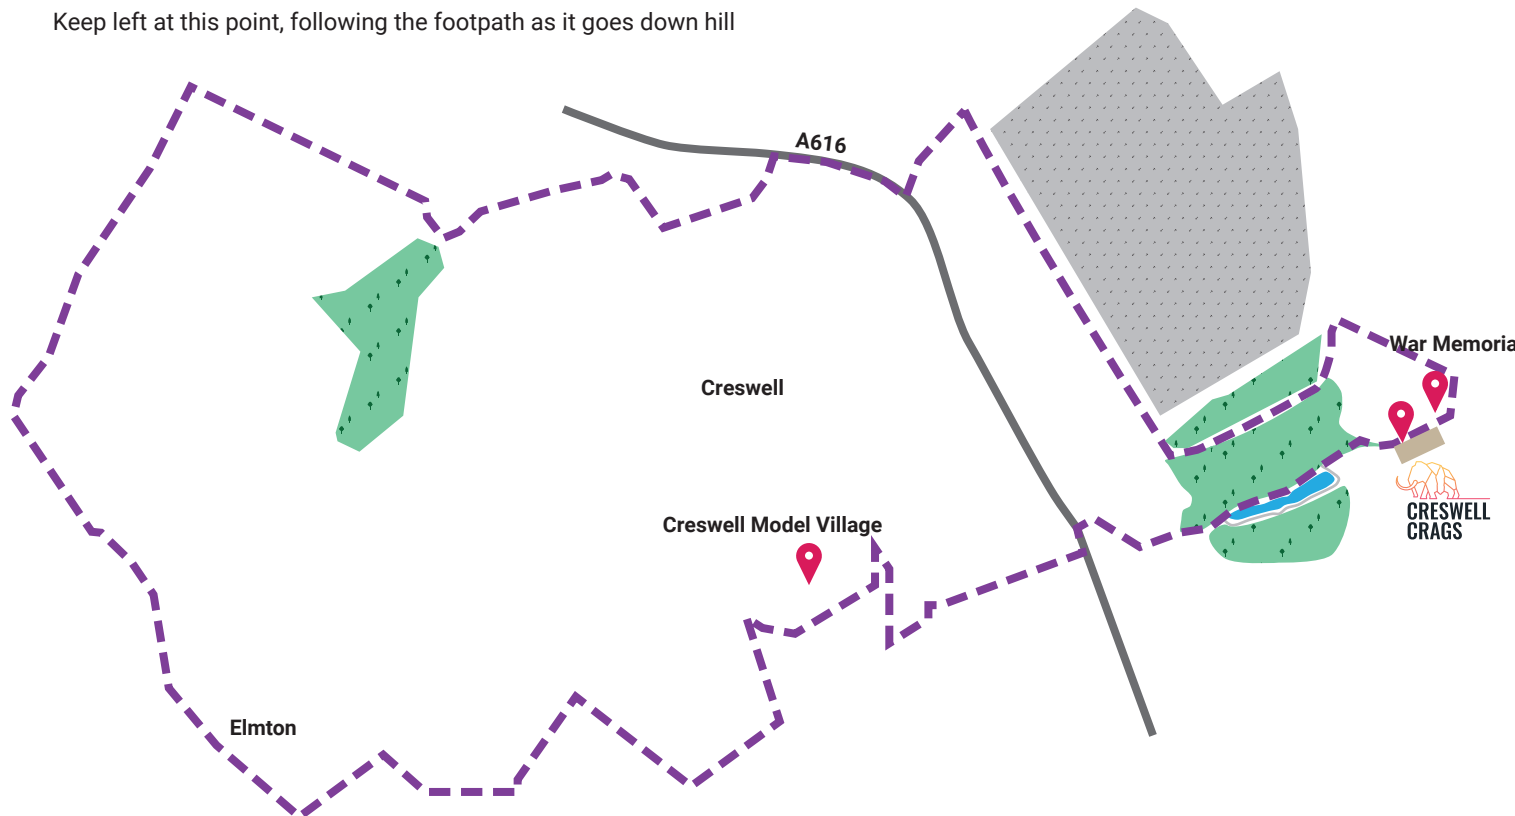 Keep left at this point, following the footpath as it goes down hill
A616
War Memoria
Creswell
CRESWELL
CRAGS
Creswell Model Village
Elmton